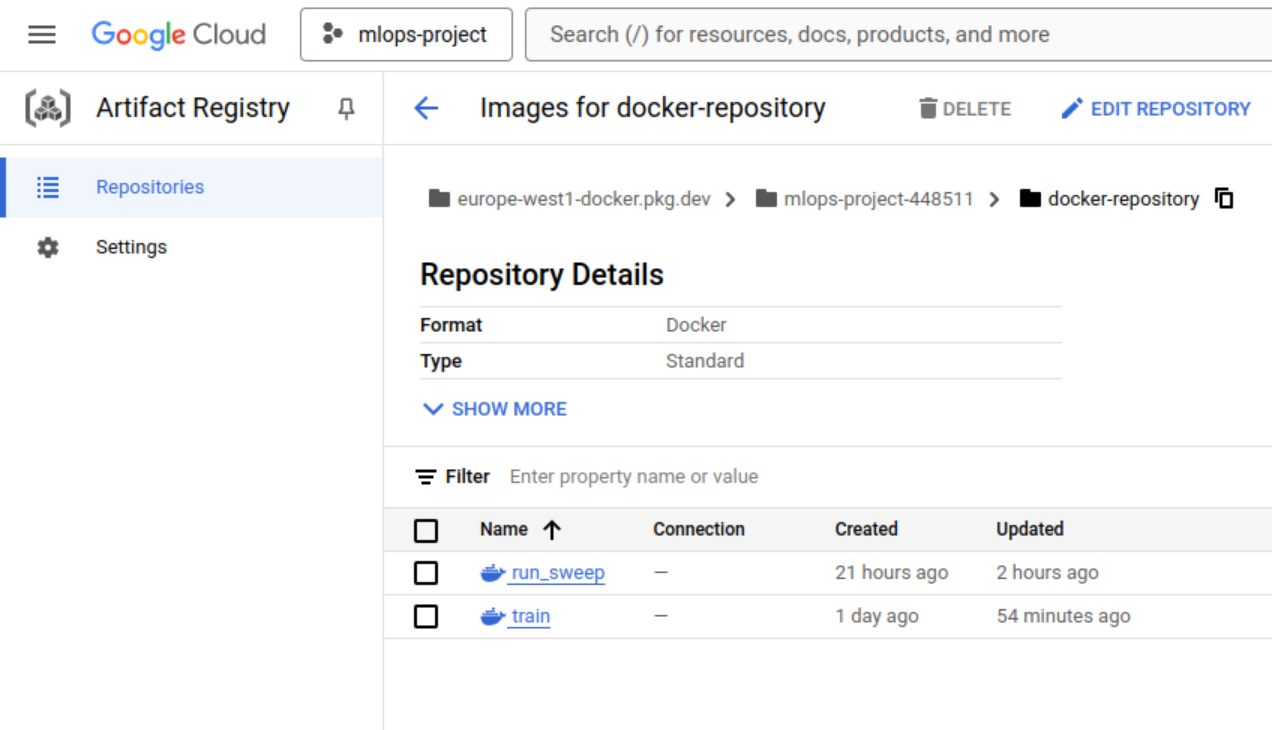 Google Cloud mlops-project Search (/) for resources, docs, products, and more
Artifact Registry
Images for docker-repository DELETE EDIT REPOSITORY
Repositories
Settings
europe-west1-docker.pkg.dev mlops-project-448511 docker-repository
Repository Details
Format Docker
Type Standard
SHOW MORE
Filter Enter property name or value
Name Connection Created Updated
run_sweep — 21 hours ago 2 hours ago
train — 1 day ago 54 minutes ago